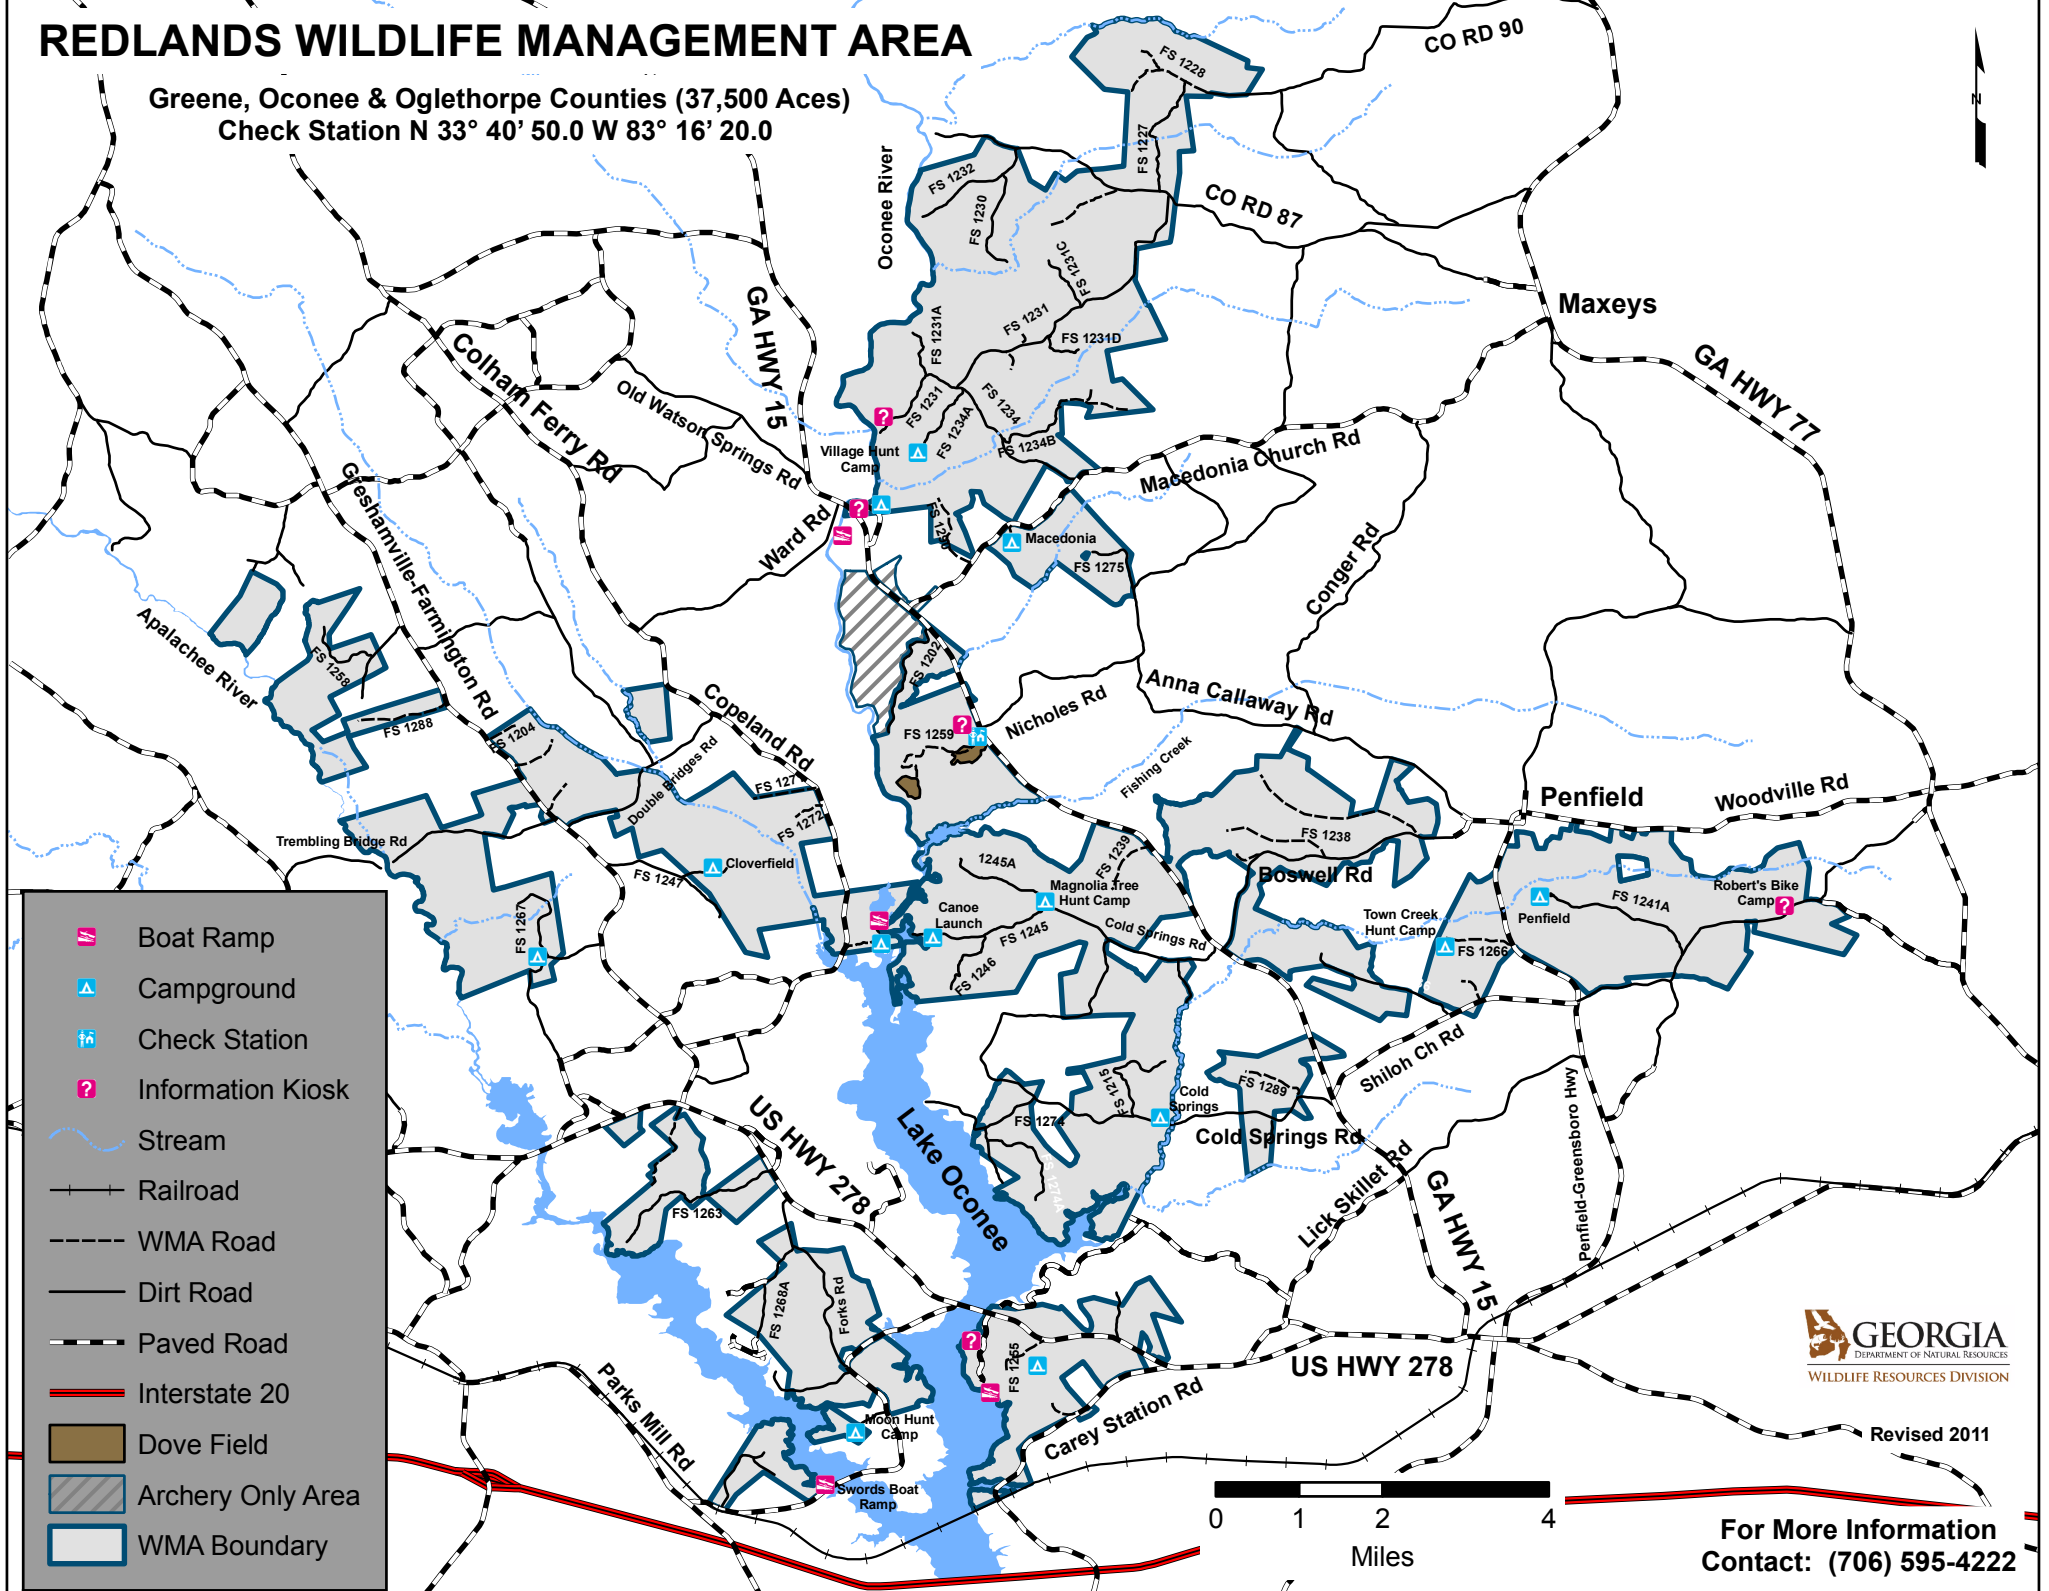 REDLANDS WILDLIFE MANAGEMENT AREA
Greene, Oconee & Oglethorpe Counties (37,500 Aces)
Check Station N 33° 40’ 50.0 W 83° 16’ 20.0
CO RD 90
N
FS 1228
FS 1227
Oconee River
FS 1232
FS 1230
CO RD 87
FS 1231C
GA HWY 15
Maxeys
FS 1231A
FS 1231
FS 1231D
GA HWY 77
Colham Ferry Rd
Old Watson Springs Rd
FS 1231
FS 1234A
FS 1234
FS 1234B
Village Hunt
Camp
Macedonia Church Rd
Greshamville-Farmington Rd
Ward Rd
FS 1290
Macedonia
FS 1275
Conger Rd
Apalachee River
FS 1258
FS 1288
FS 1204
FS 1202
Copeland Rd
Nicholes Rd
Anna Callaway Rd
FS 1259
Fishing Creek
Double Bridges Rd
FS 127
FS 1272
Penfield
Woodville Rd
Trembling Bridge Rd
Cloverfield
FS 1247
1245A
FS 1239
FS 1238
Boswell Rd
Magnolia Tree
Hunt Camp
Canoe
Launch
FS 1245
Cold Springs Rd
FS 1246
Town Creek
Hunt Camp
FS 1266
Penfield
FS 1241A
Robert's Bike
Camp
FS 1267
Boat Ramp
Campground
Check Station
Information Kiosk
Stream
Railroad
WMA Road
Dirt Road
Paved Road
Interstate 20
Dove Field
Archery Only Area
WMA Boundary
Shiloh Ch Rd
FS 1215
FS 1289
Cold
Springs
FS 1274
FS 1274A
Cold Springs Rd
Penfield-Greensboro Hwy
US HWY 278
Lake Oconee
Lick Skillet Rd
GA HWY 15
FS 1263
FS 1268A
Forks Rd
FS 1255
US HWY 278
Parks Mill Rd
Carey Station Rd
Moon Hunt
Camp
Swords Boat
Ramp
GEORGIA
DEPARTMENT OF NATURAL RESOURCES
WILDLIFE RESOURCES DIVISION
Revised 2011
0 1 2 4
Miles
For More Information
Contact: (706) 595-4222